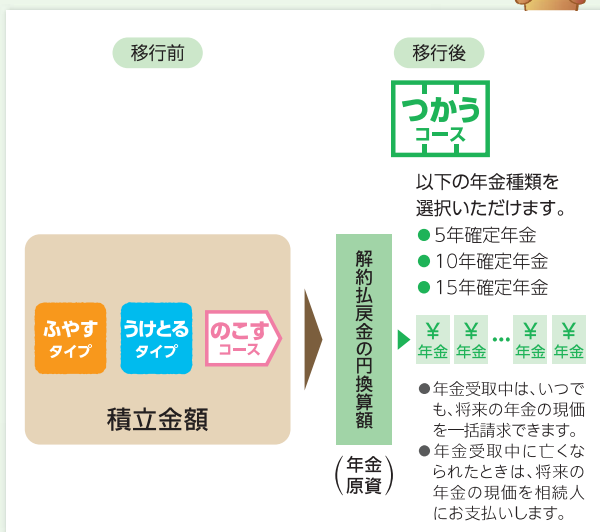 移行前
移行後
つかう
コース
以下の年金種類を
選択いただけます。
●5年確定年金
●10年確定年金
●15年確定年金
ふやす
タイプ
うけとる
タイプ
のこす
コース
積立金額
解約払戻金の円換算額
(年金
原資)
¥ ¥ … ¥ ¥
年金 年金 年金 年金
●年金受取中は、いつで
も、将来の年金の現価
を一括請求できます。
●年金受取中に亡くな
られたときは、将来の
年金の現価を相続人
にお支払いします。